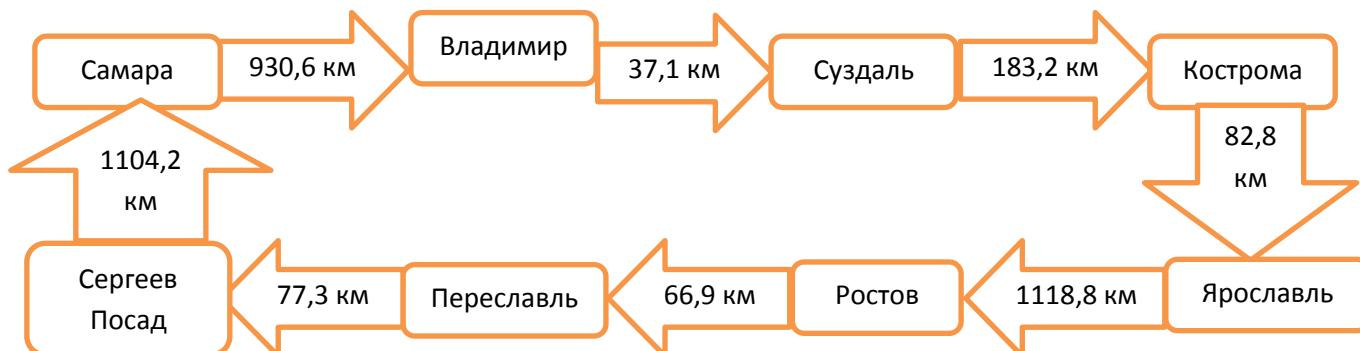 Самара
930,6 км
Владимир
37,1 км
Суздаль
183,2 км
Кострома
1104,2
км
82,8
км
Сергеев
Посад
77,3 км
Переславль
66,9 км
Ростов
1118,8 км
Ярославль